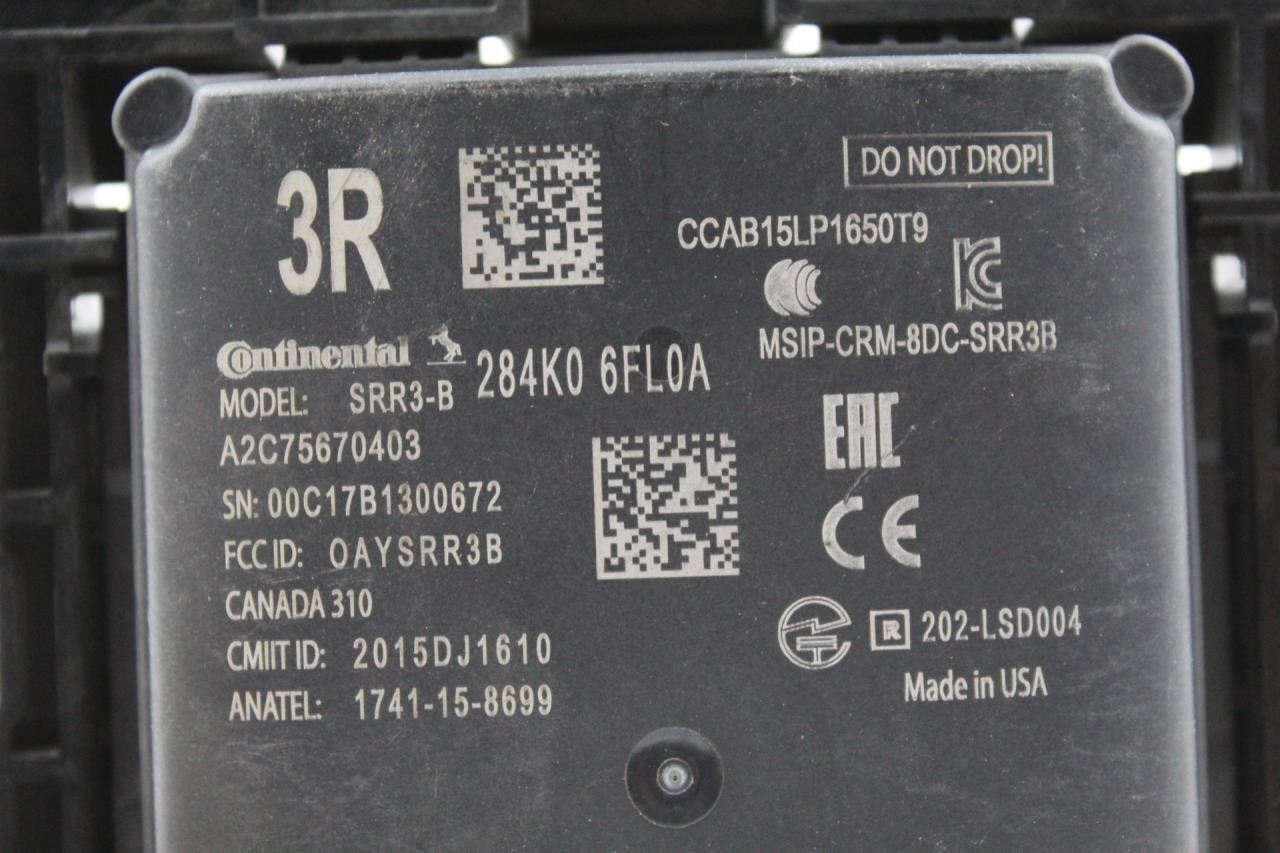 DO NOT DROP!
3R
CCAB15LP1650T9
MSIP-CRM-8DC-SRR3B
Continental
284K0 6FL0A
MODEL: SRR3-B
A2C75670403
SN: 00C17B1300672
FCC ID: OAYSRR3B
CANADA 310
CMIIT ID: 2015DJ1610
ANATEL: 1741-15-8699
EAC
CE
R 202-LSD004
Made in USA